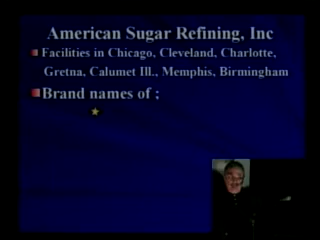 American Sugar Refining, Inc
Facilities in Chicago, Cleveland, Charlotte,
Gretna, Calumet Ill., Memphis, Birmingham
Brand names of ;